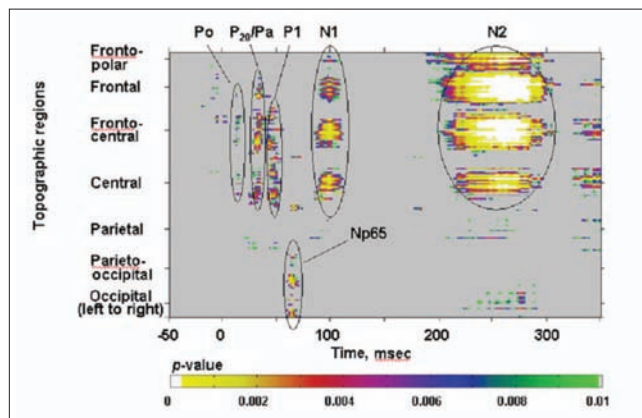 Po P₂₀/Pa P1 N1 N2
Fronto-
polar
Frontal
Fronto-
central
Central
Parietal
Parieto-
occipital
Occipital
(left to right)
Topographic regions
Np65
-50 0 100 200 300
Time, msec
p-value
0 0.002 0.004 0.006 0.008 0.01